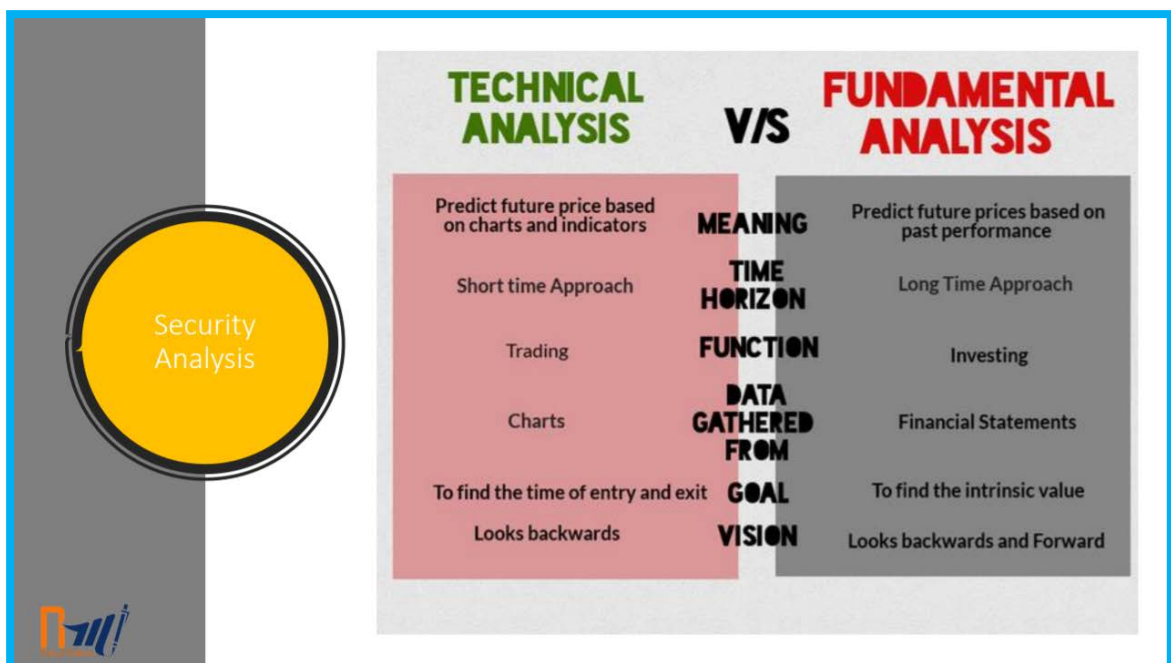 Security
Analysis
TECHNICAL
ANALYSIS
V/S
FUNDAMENTAL
ANALYSIS
Predict future price based
on charts and indicators
MEANING
Predict future prices based on
past performance
Short time Approach
TIME
HORIZON
Long Time Approach
Trading
FUNCTION
Investing
Charts
DATA
GATHERED
FROM
Financial Statements
To find the time of entry and exit
GOAL
To find the intrinsic value
Looks backwards
VISION
Looks backwards and Forward